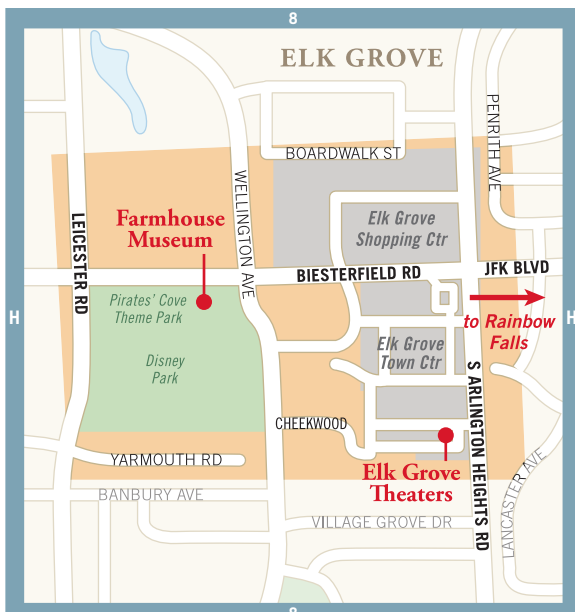 8
ELK GROVE
PENRITH AVE
BOARDWALK ST
WELLINGTON AVE
LEICESTER RD
Farmhouse
Museum
Elk Grove
Shopping Ctr
BIESTERFIELD RD
JFK BLVD
Pirates' Cove
Theme Park
H
H
to Rainbow
Falls
Disney
Park
Elk Grove
Town Ctr
S ARLINGTON HEIGHTS RD
CHEEKWOOD
YARMOUTH RD
Elk Grove
Theaters
LANCASTER AVE
BANBURY AVE
VILLAGE GROVE DR
8